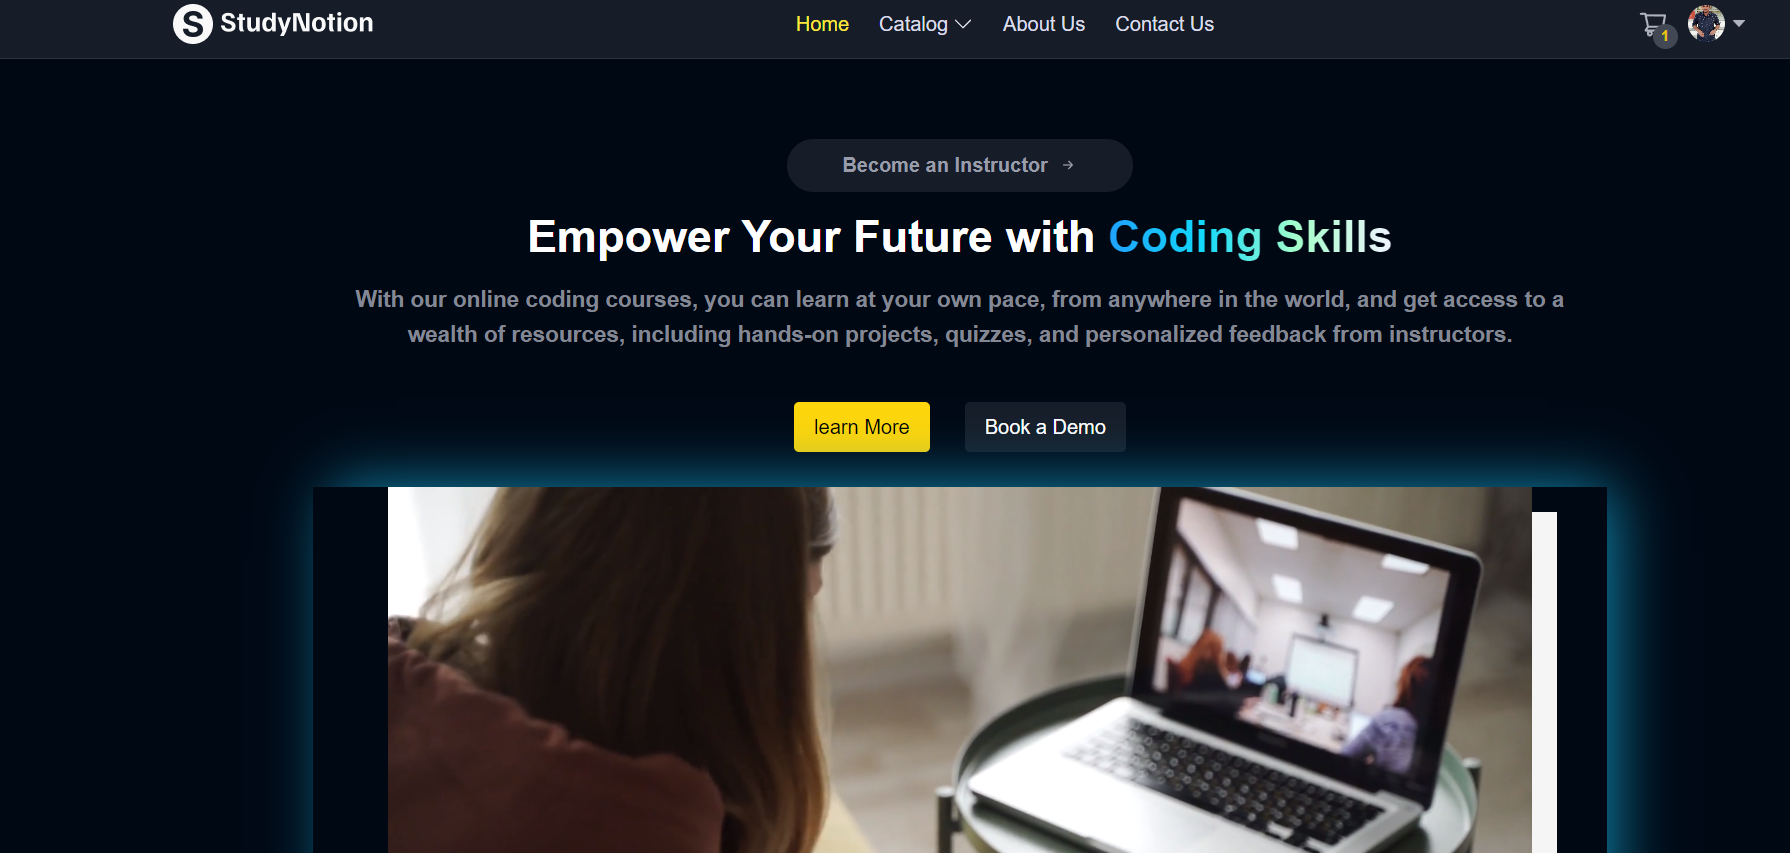 S StudyNotion
Home Catalog About Us Contact Us
1
Become an Instructor →
Empower Your Future with Coding Skills
With our online coding courses, you can learn at your own pace, from anywhere in the world, and get access to a
wealth of resources, including hands-on projects, quizzes, and personalized feedback from instructors.
learn More Book a Demo